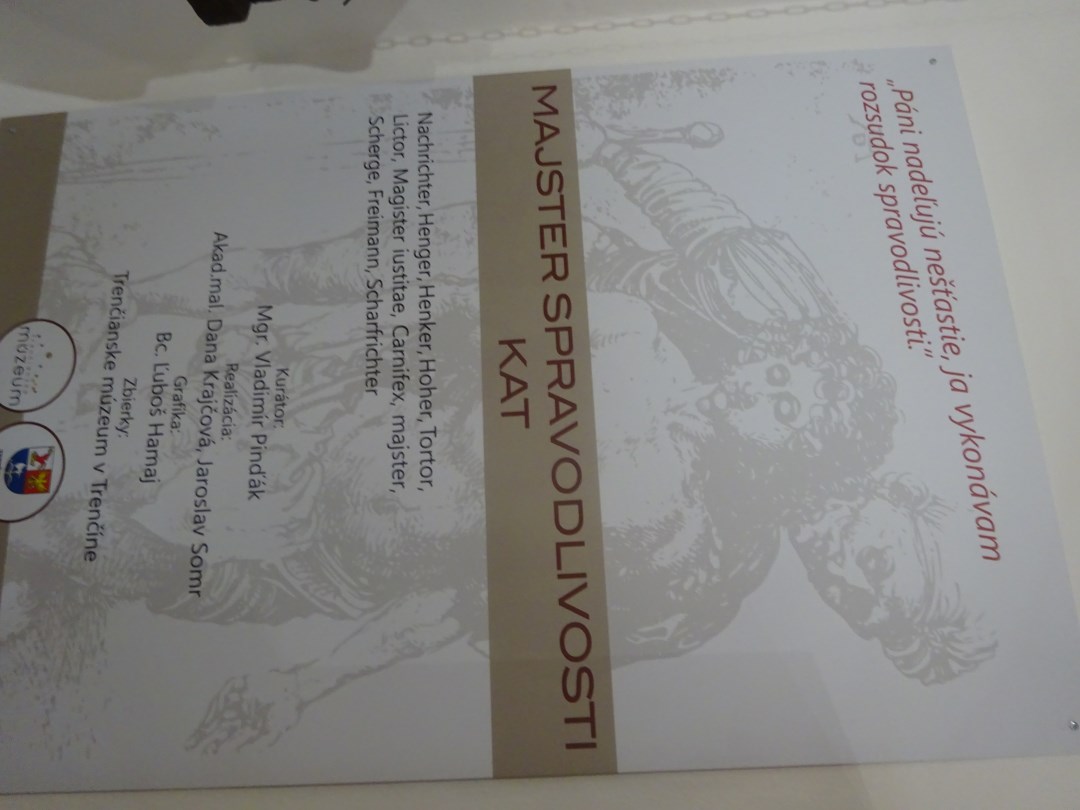 „Páni nadeľujú nešťastie, ja vykonávam
rozsudok spravodlivosti."
MAJSTER SPRAVODLIVOSTI
KAT
Nachrichter, Henger, Henker, Hoher, Tortor,
Lictor, Magister iustitae, Carnifex, majster,
Scherge, Freimann, Scharfrichter
Kurátor:
Mgr. Vladimír Pinďák
Realizácia:
Akad.mal. Dana Krajčová, Jaroslav Somr
Grafika:
Bc. Ľuboš Hamaj
Zbierky:
Trenčianske múzeum v Trenčíne
múzeum